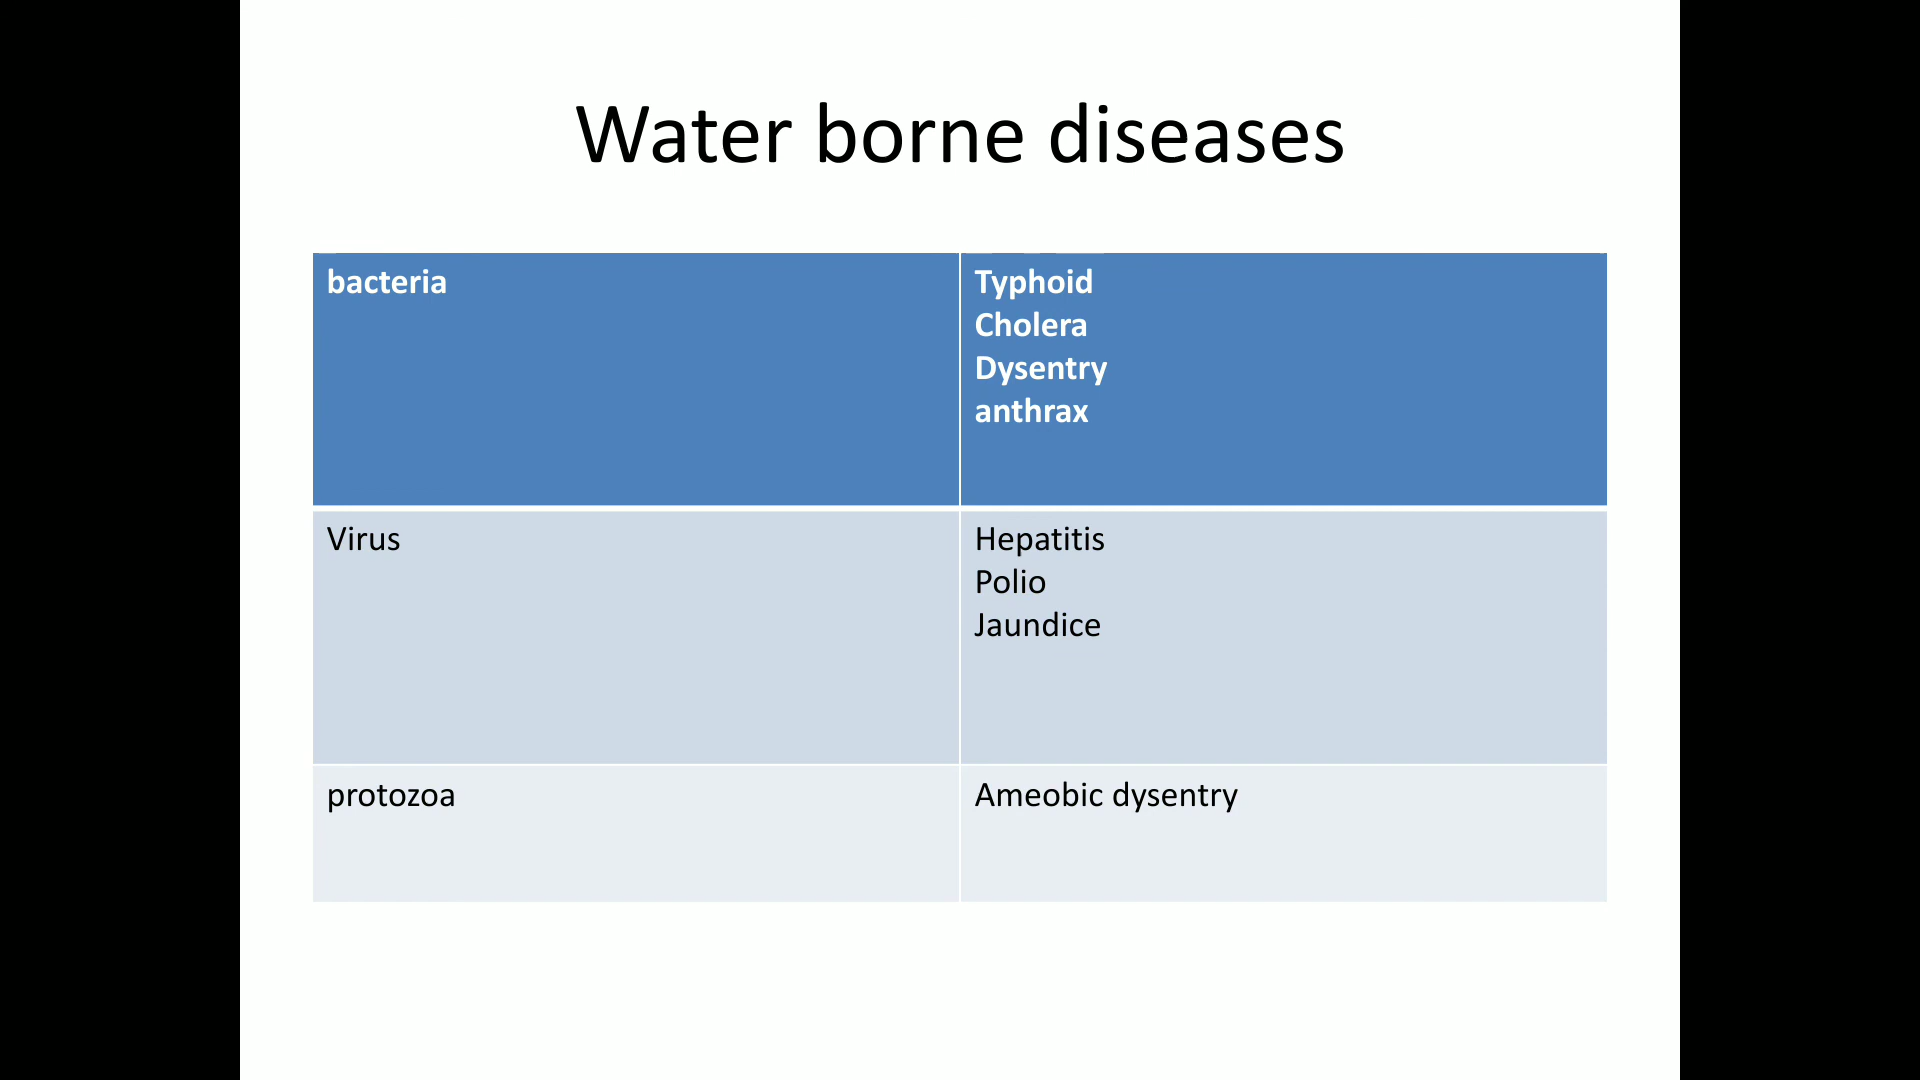 Water borne diseases
bacteria
Typhoid
Cholera
Dysentry
anthrax
Virus
Hepatitis
Polio
Jaundice
protozoa
Ameobic dysentry